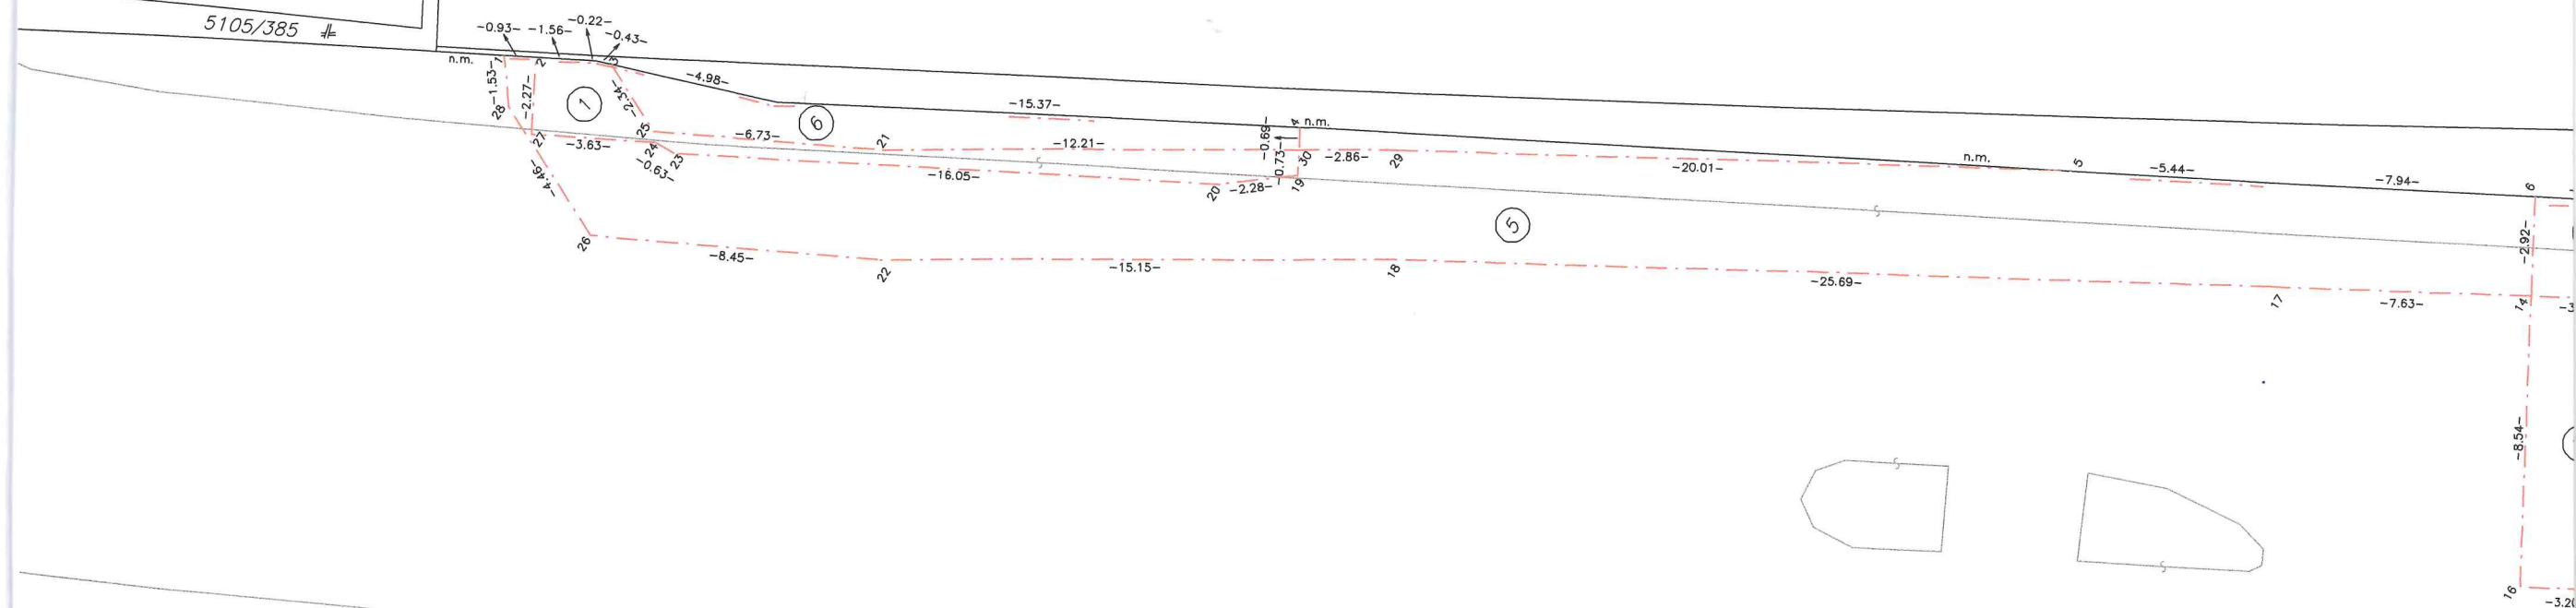 5105/385
-0.93- -1.56- -0.22- -0.43-
n.m. 1 2 3
-1.53- -2.27- 1 -2.34- -4.98-
28 27 -3.63- 25 24 23 -0.63-
-6.73- 6 21
-15.37-
-12.21-
-0.69- 4 n.m.
-0.73- 30 -2.86- 29
-16.05- 20 -2.28- 19
-4.46-
26 -8.45- 22 -15.15- 18
5
-20.01- n.m. 5 -5.44- -7.94- 6
-2.92-
-25.69- 17 -7.63- 14
-8.54-
16